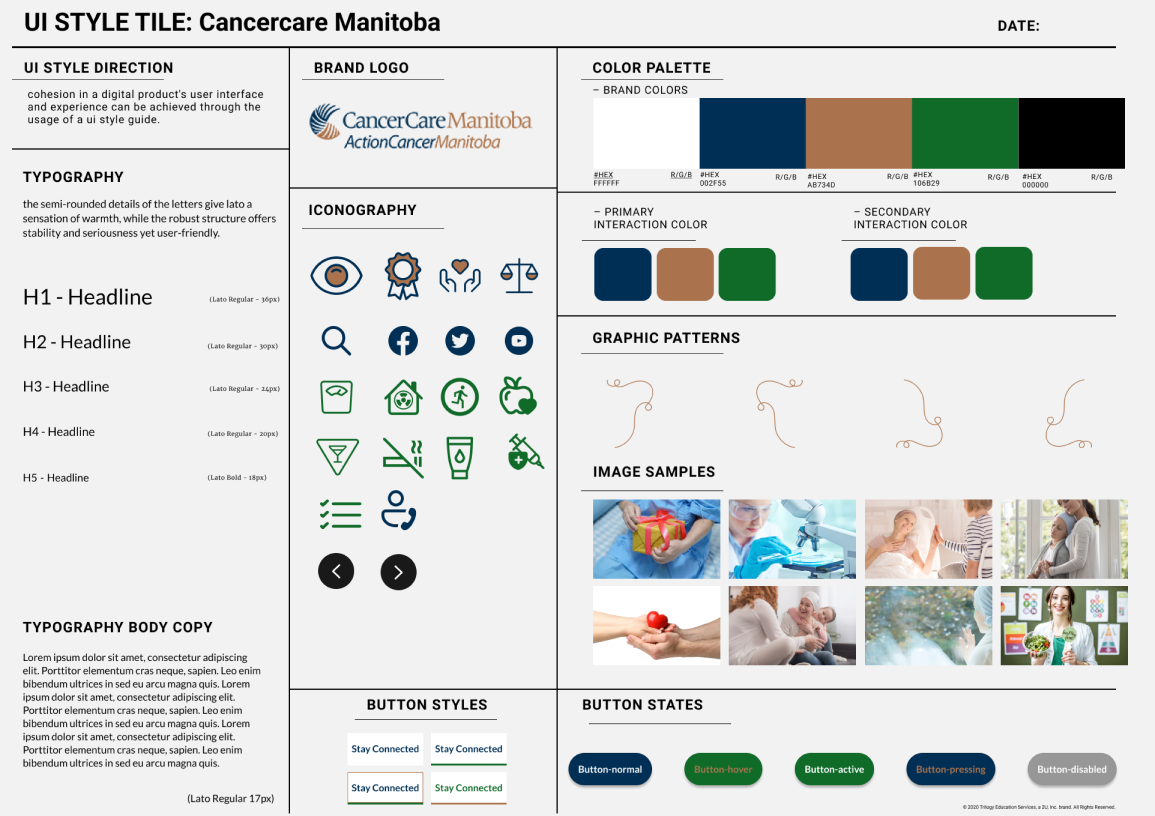 UI STYLE TILE: Cancercare Manitoba
DATE:
UI STYLE DIRECTION
cohesion in a digital product's user interface
and experience can be achieved through the
usage of a ui style guide.
TYPOGRAPHY
the semi-rounded details of the letters give lato a
sensation of warmth, while the robust structure offers
stability and seriousness yet user-friendly.
H1 - Headline
(Lato Regular - 36px)
H2 - Headline
(Lato Regular - 30px)
H3 - Headline
(Lato Regular - 24px)
H4 - Headline
(Lato Regular - 20px)
H5 - Headline
(Lato Bold - 18px)
TYPOGRAPHY BODY COPY
Lorem ipsum dolor sit amet, consectetur adipiscing
elit. Porttitor elementum cras neque, sapien. Leo enim
bibendum ultrices in sed eu arcu magna quis. Lorem
ipsum dolor sit amet, consectetur adipiscing elit.
Porttitor elementum cras neque, sapien. Leo enim
bibendum ultrices in sed eu arcu magna quis. Lorem
ipsum dolor sit amet, consectetur adipiscing elit.
Porttitor elementum cras neque, sapien. Leo enim
bibendum ultrices in sed eu arcu magna quis.
(Lato Regular 17px)
BRAND LOGO
CancerCare Manitoba
ActionCancerManitoba
ICONOGRAPHY
BUTTON STYLES
Stay Connected
Stay Connected
Stay Connected
Stay Connected
COLOR PALETTE
– BRAND COLORS
#HEX R/G/B
FFFFFF
#HEX R/G/B
002F55
#HEX R/G/B
AB734D
#HEX R/G/B
106B29
#HEX R/G/B
000000
– PRIMARY
INTERACTION COLOR
– SECONDARY
INTERACTION COLOR
GRAPHIC PATTERNS
IMAGE SAMPLES
BUTTON STATES
Button-normal
Button-hover
Button-active
Button-pressing
Button-disabled
© 2020 Trilogy Education Services, a 2U, Inc. brand. All Rights Reserved.